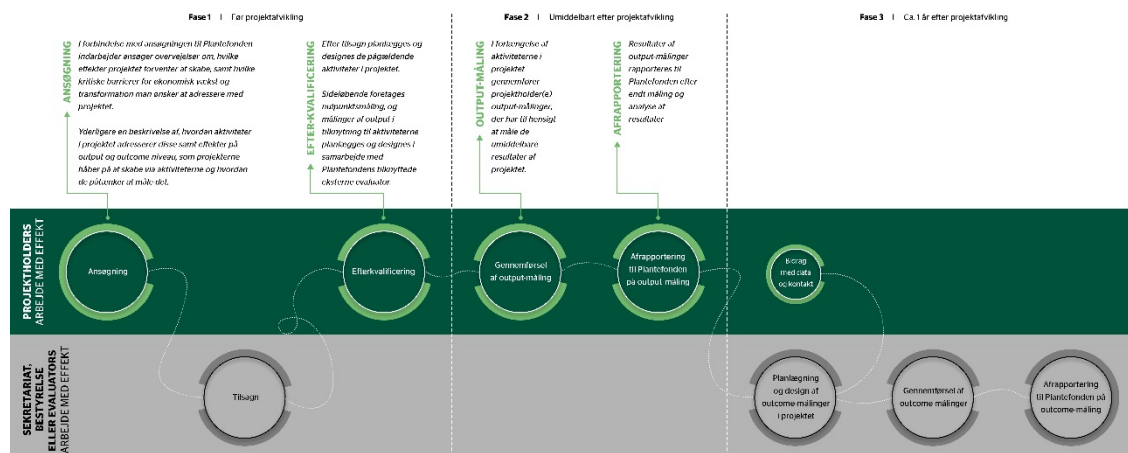 Fase 1 | Før projektafvikling
Fase 2 | Umiddelbart efter projektafvikling
Fase 3 | Ca. 1 år efter projektafvikling
ANSØGNING
I forbindelse med ansøgningen til Plantefonden
indarbejder ansøger overvejelser om, hvilke
effekter projektet forventer at skabe, samt hvilke
kritiske barrierer for økonomisk vækst og
transformation man ønsker at adressere med
projektet.
Yderligere en beskrivelse af, hvordan aktiviteter
i projektet adresserer disse samt effekter på
output og outcome niveau, som projekterne
håber på at skabe via aktiviteterne og hvordan
de påtænker at måle det.
EFTER-KVALIFICERING
Efter tilsagn planlægges og
designes de pågældende
aktiviteter i projektet.
Sideløbende foretages
nulpunktsmåling, og
målinger af output i
tilknytning til aktiviteterne
planlægges og designes i
samarbejde med
Plantefondens tilknyttede
eksterne evaluator
OUTPUT-MÅLING
I forlængelse af
aktiviteterne i
projektet
gennemfører
projektholder(e)
output-målinger,
der har til hensigt
at måle de
umiddelbare
resultater af
projektet.
AFRAPPORTERING
Resultater af
output-målinger
rapporteres til
Plantefonden efter
endt måling og
analyse af
resultater
PROJEKTHOLDERS
ARBEJDE MED EFFEKT
Ansøgning
Efterkvalificering
Gennemførsel
af output-måling
Afrapportering
til Plantefonden
på output måling
Bidrag
med data
og kontakt
SEKRETARIAT,
BESTYRELSE
ELLER EVALUATORS
ARBEJDE MED EFFEKT
Tilsagn
Planlægning
og design af
outcome-målinger
i projektet
Gennemførsel af
outcome målinger
Afrapportering
til Plantefonden på
outcome-måling